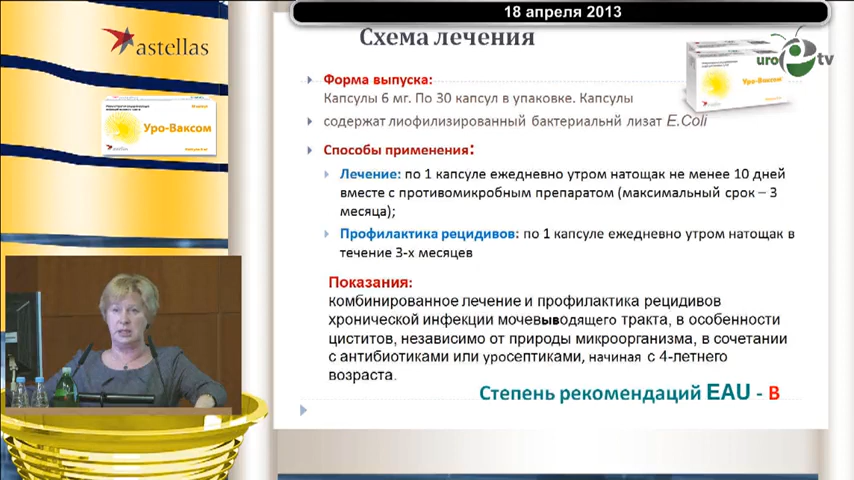 18 апреля 2013
astellas
Схема лечения
uro tv
Форма выпуска:
Капсулы 6 мг. По 30 капсул в упаковке. Капсулы
содержат лиофилизированный бактериальнй лизат E.Coli
Уро-Ваксом
Уро-Ваксом
astellas
Способы применения:
Лечение: по 1 капсуле ежедневно утром натощак не менее 10 дней
вместе с противомикробным препаратом (максимальный срок – 3
месяца);
Профилактика рецидивов: по 1 капсуле ежедневно утром натощак в
течение 3-х месяцев
Показания:
комбинированное лечение и профилактика рецидивов
хронической инфекции мочевыводящего тракта, в особенности
циститов, независимо от природы микроорганизма, в сочетании
с антибиотиками или уросептиками, начиная с 4-летнего
возраста.
Степень рекомендаций EAU - В